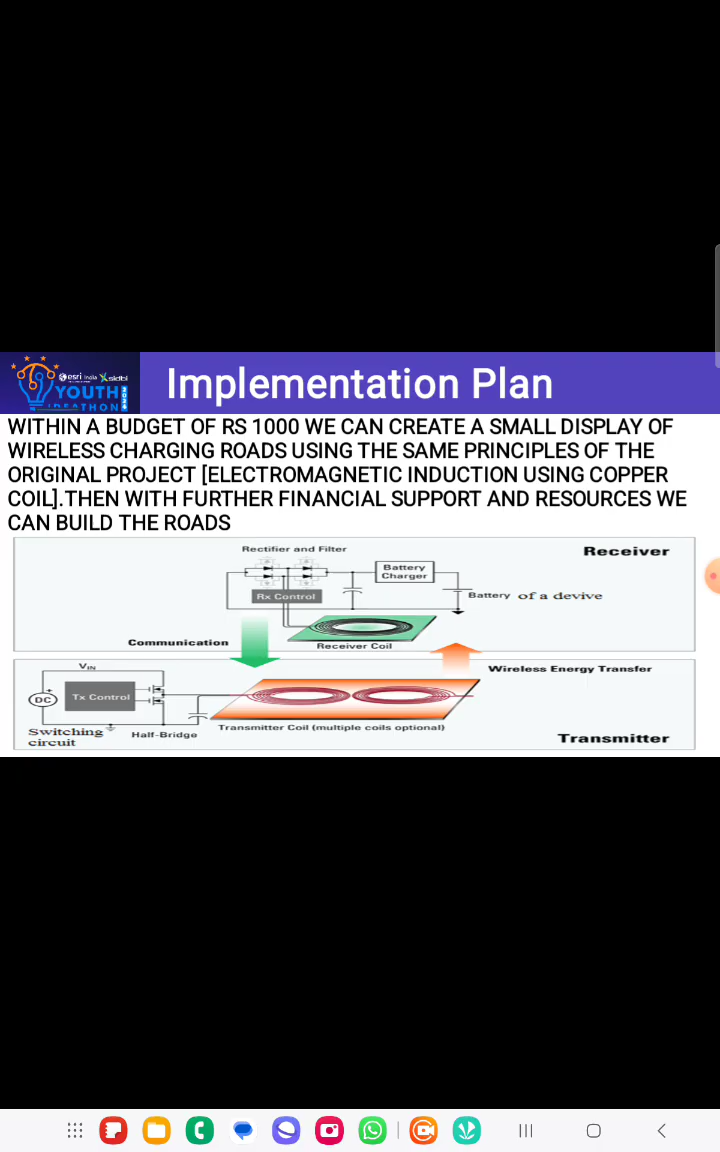 esri India sidbi
YOUTH
IDEATHON
Implementation Plan
WITHIN A BUDGET OF RS 1000 WE CAN CREATE A SMALL DISPLAY OF
WIRELESS CHARGING ROADS USING THE SAME PRINCIPLES OF THE
ORIGINAL PROJECT [ELECTROMAGNETIC INDUCTION USING COPPER
COIL].THEN WITH FURTHER FINANCIAL SUPPORT AND RESOURCES WE
CAN BUILD THE ROADS
Rectifier and Filter
Receiver
Battery
Charger
Rx Control
Battery of a devive
Receiver Coil
Communication
VIN
Wireless Energy Transfer
DC
Tx Control
Switching
circuit
Half-Bridge
Transmitter Coil (multiple coils optional)
Transmitter